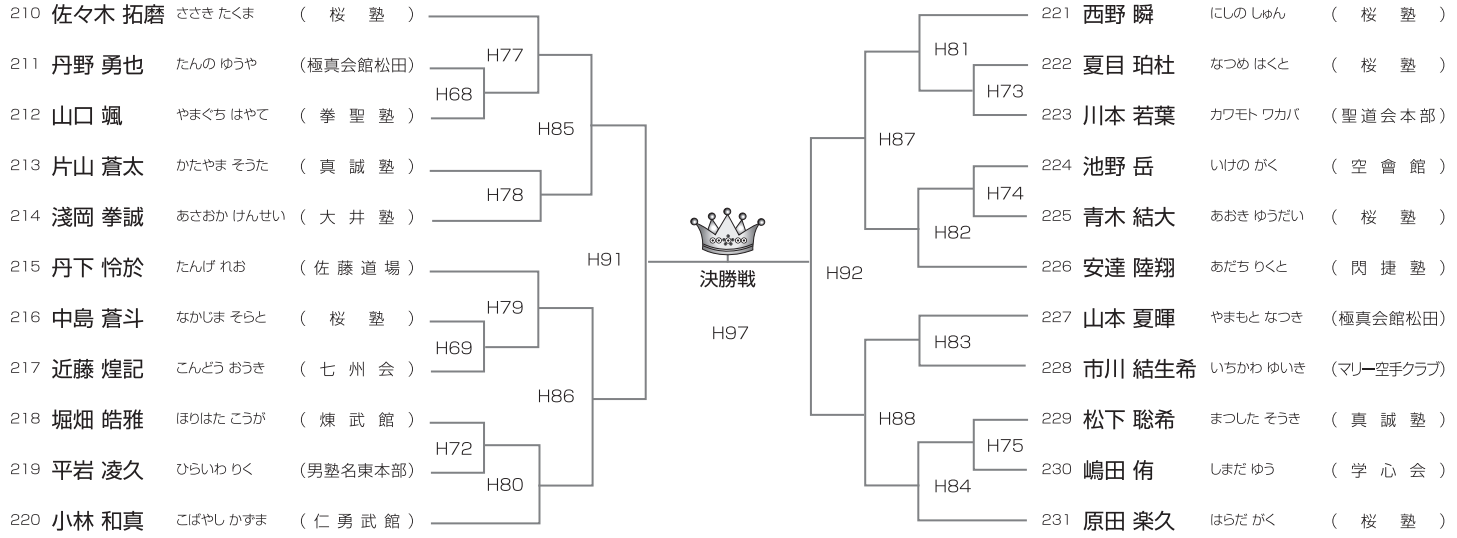 210 佐々木 拓磨 ささき たくま ( 桜 塾 )
211 丹野 勇也 たんの ゆうや (極真会館松田)
212 山口 颯 やまぐち はやて ( 拳 聖 塾 )
213 片山 蒼太 かたやま そうた ( 真 誠 塾 )
214 淺岡 拳誠 あさおか けんせい ( 大 井 塾 )
215 丹下 怜於 たんげ れお ( 佐 藤 道 場 )
216 中島 蒼斗 なかじま そらと ( 桜 塾 )
217 近藤 煌記 こんどう おうき ( 七 州 会 )
218 堀畑 皓雅 ほりはた こうが ( 煉 武 館 )
219 平岩 凌久 ひらいわ りく (男塾名東本部)
220 小林 和真 こばやし かずま ( 仁 勇 武 館 )
H77
H68
H85
H78
H91
H79
H69
H86
H72
H80
決勝戦
H97
H81
H73
H87
H74
H82
H92
H83
H88
H75
H84
221 西野 瞬 にしの しゅん ( 桜 塾 )
222 夏目 珀杜 なつめ はくと ( 桜 塾 )
223 川本 若葉 カワモト ワカバ (聖道会本部)
224 池野 岳 いけの がく ( 空 會 館 )
225 青木 結大 あおき ゆうだい ( 桜 塾 )
226 安達 陸翔 あだち りくと ( 閃 捷 塾 )
227 山本 夏暉 やまもと なつき (極真会館松田)
228 市川 結生希 いちかわ ゆいき (マリー空手クラブ)
229 松下 聡希 まつした そうき ( 真 誠 塾 )
230 嶋田 侑 しまだ ゆう ( 学 心 会 )
231 原田 楽久 はらだ がく ( 桜 塾 )